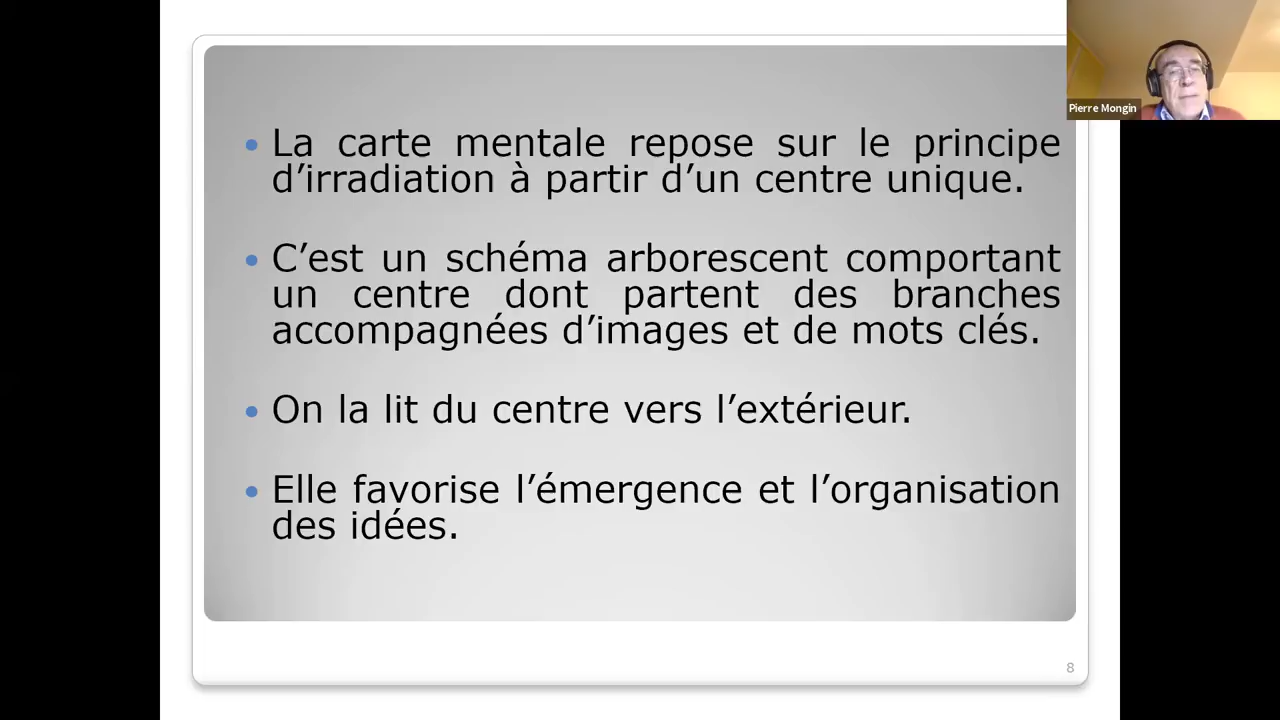 Pierre Mongin
• La carte mentale repose sur le principe
d’irradiation à partir d’un centre unique.
• C’est un schéma arborescent comportant
un centre dont partent des branches
accompagnées d’images et de mots clés.
• On la lit du centre vers l’extérieur.
• Elle favorise l’émergence et l’organisation
des idées.
8